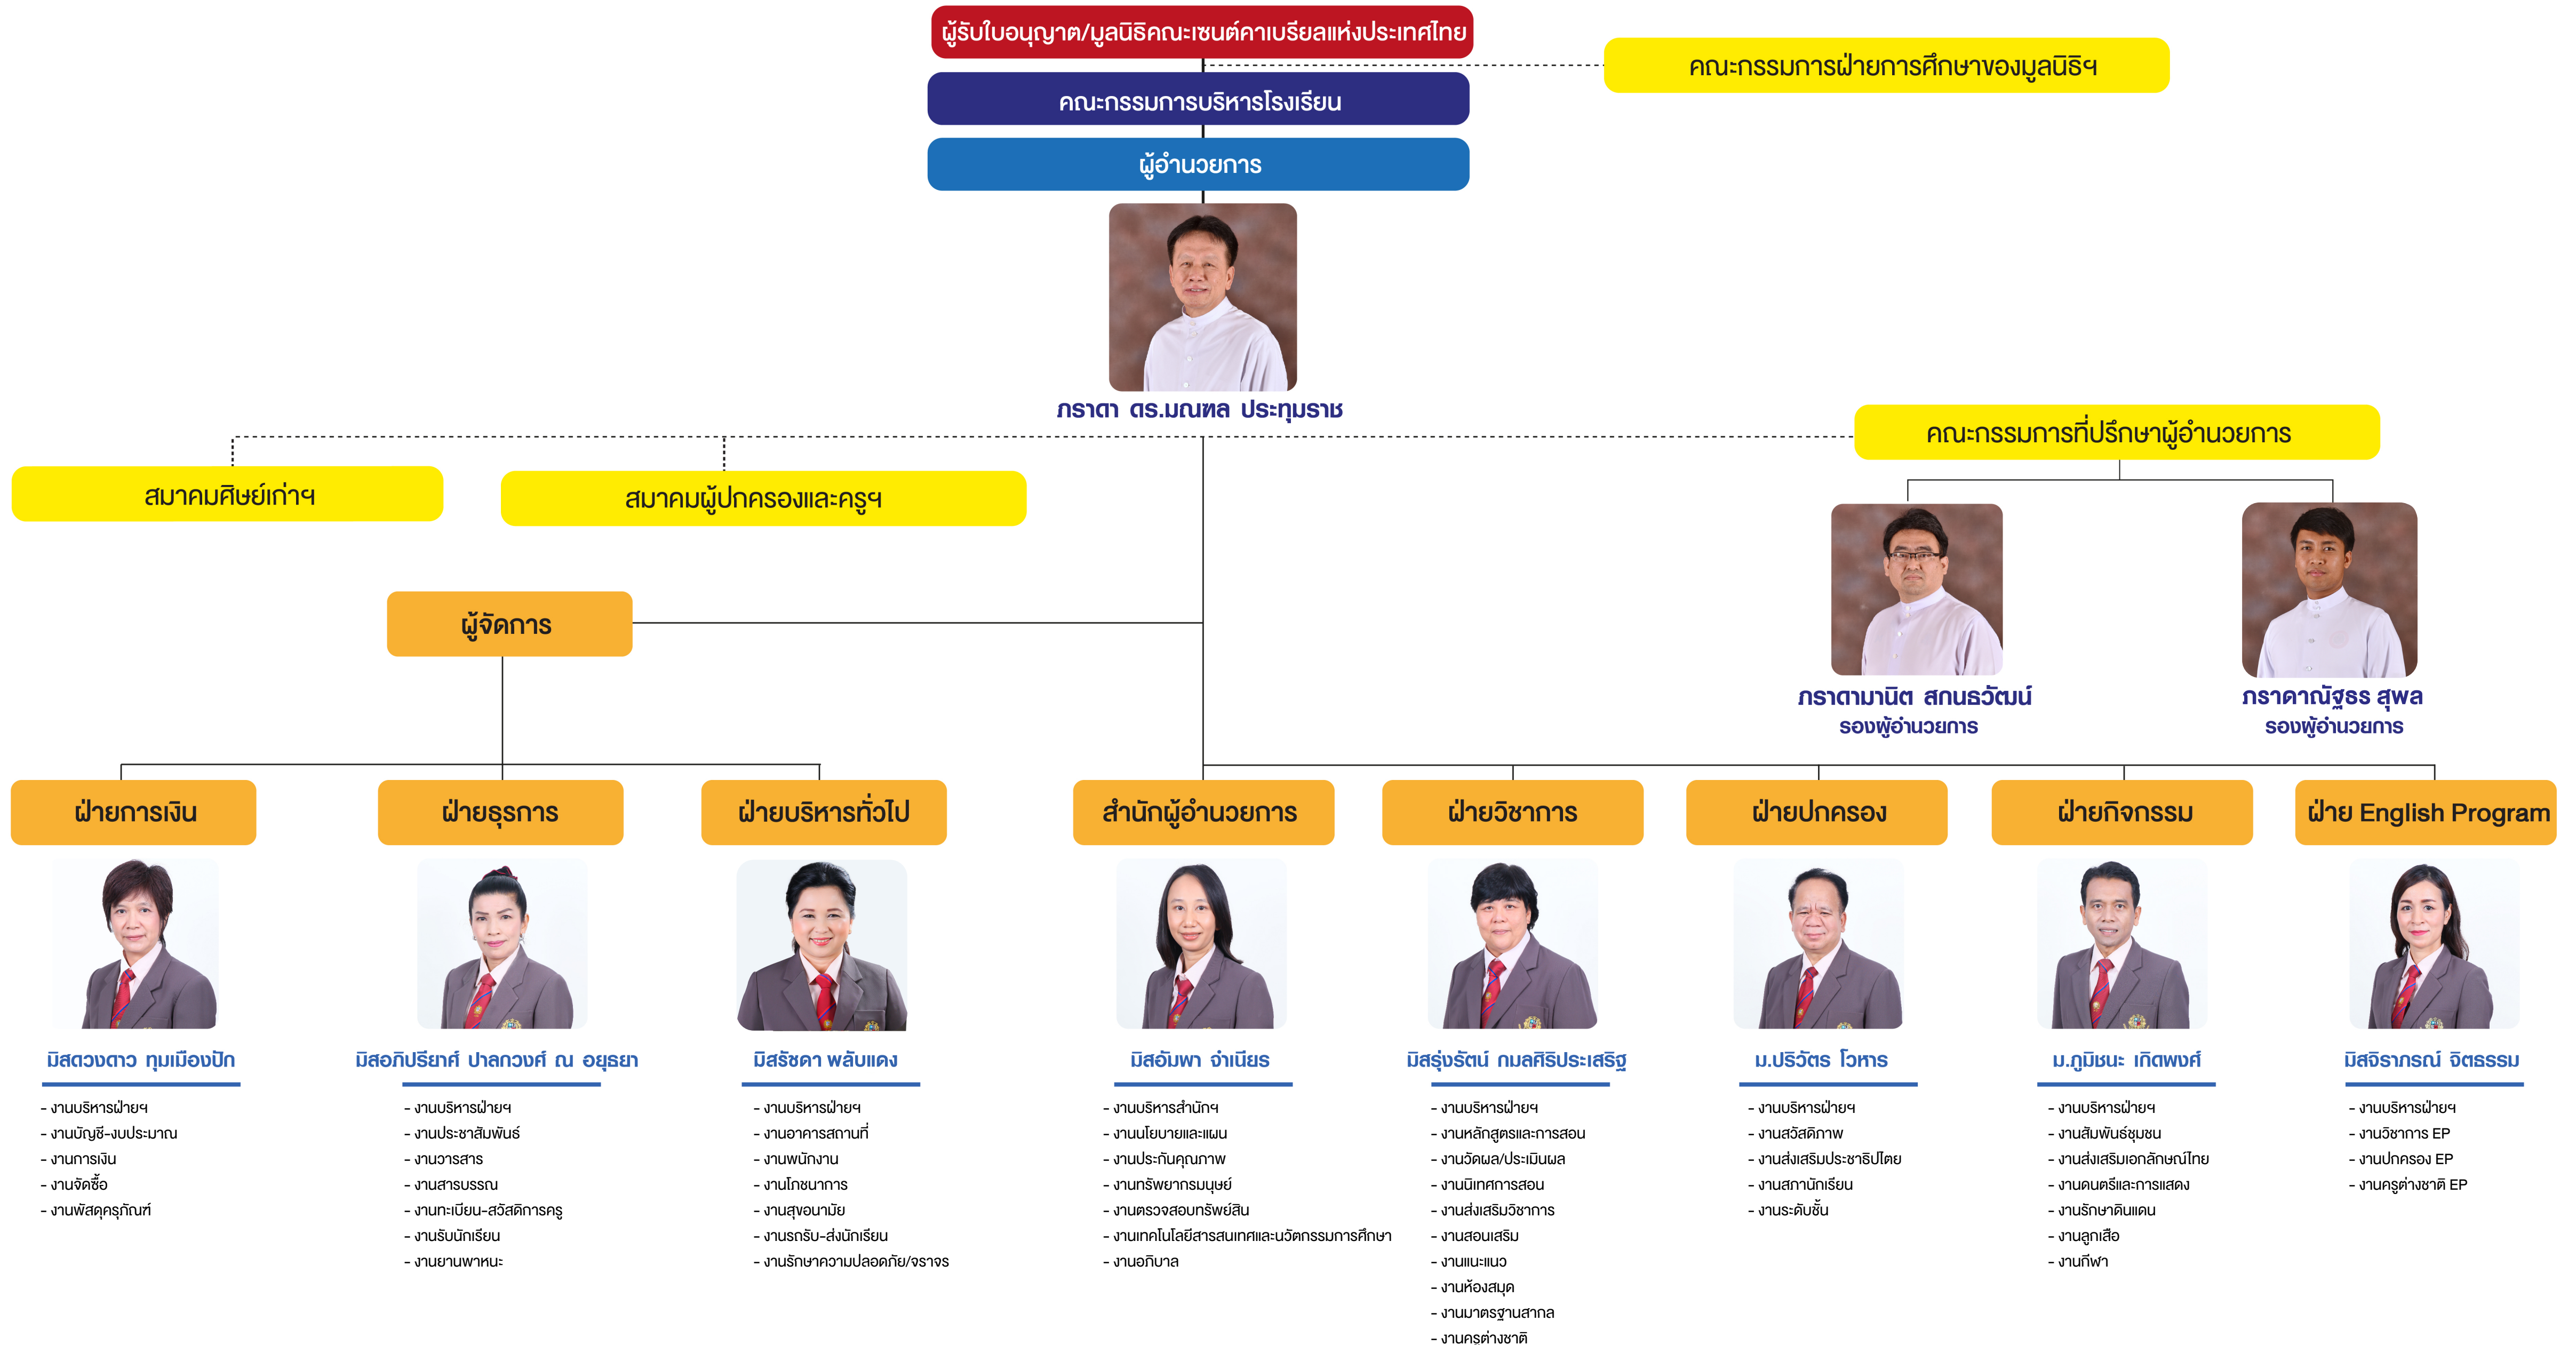 ผู้รับใบอนุญาต/มูลนิธิคณะเซนต์คาเบรียลแห่งประเทศไทย
คณะกรรมการฝ่ายการศึกษาของมูลนิธิฯ
คณะกรรมการบริหารโรงเรียน
ผู้อำนวยการ
ภราดา ดร.มณฑล ประทุมราช
คณะกรรมการที่ปรึกษาผู้อำนวยการ
สมาคมศิษย์เก่าฯ
สมาคมผู้ปกครองและครูฯ
ผู้จัดการ
ภราดามานิต สกนธวัฒน์
รองผู้อำนวยการ
ภราดาณัฐธร สุพล
รองผู้อำนวยการ
ฝ่ายการเงิน
มิสดวงดาว ทุมเมืองปัก
- งานบริหารฝ่ายฯ
- งานบัญชี-งบประมาณ
- งานการเงิน
- งานจัดซื้อ
- งานพัสดุครุภัณฑ์
ฝ่ายธุรการ
มิสอภิปรียาศ์ ปาลกวงศ์ ณ อยุธยา
- งานบริหารฝ่ายฯ
- งานประชาสัมพันธ์
- งานวารสาร
- งานสารบรรณ
- งานทะเบียน-สวัสดิการครู
- งานรับนักเรียน
- งานยานพาหนะ
ฝ่ายบริหารทั่วไป
มิสรัชดา พลับแดง
- งานบริหารฝ่ายฯ
- งานอาคารสถานที่
- งานพนักงาน
- งานโภชนาการ
- งานสุขอนามัย
- งานรถรับ-ส่งนักเรียน
- งานรักษาความปลอดภัย/จราจร
สำนักผู้อำนวยการ
มิสอัมพา จำเนียร
- งานบริหารสำนักฯ
- งานนโยบายและแผน
- งานประกันคุณภาพ
- งานทรัพยากรมนุษย์
- งานตรวจสอบทรัพย์สิน
- งานเทคโนโลยีสารสนเทศและนวัตกรรมการศึกษา
- งานอภิบาล
ฝ่ายวิชาการ
มิสรุ่งรัตน์ กมลศิริประเสริฐ
- งานบริหารฝ่ายฯ
- งานหลักสูตรและการสอน
- งานวัดผล/ประเมินผล
- งานนิเทศการสอน
- งานส่งเสริมวิชาการ
- งานสอนเสริม
- งานแนะแนว
- งานห้องสมุด
- งานมาตรฐานสากล
- งานครูต่างชาติ
ฝ่ายปกครอง
ม.ปริวัตร โวหาร
- งานบริหารฝ่ายฯ
- งานสวัสดิภาพ
- งานส่งเสริมประชาธิปไตย
- งานสภานักเรียน
- งานระดับชั้น
ฝ่ายกิจกรรม
ม.ภูมิชนะ เกิดพงศ์
- งานบริหารฝ่ายฯ
- งานสัมพันธ์ชุมชน
- งานส่งเสริมเอกลักษณ์ไทย
- งานดนตรีและการแสดง
- งานรักษาดินแดน
- งานลูกเสือ
- งานกีฬา
ฝ่าย English Program
มิสจิราภรณ์ จิตธรรม
- งานบริหารฝ่ายฯ
- งานวิชาการ EP
- งานปกครอง EP
- งานครูต่างชาติ EP